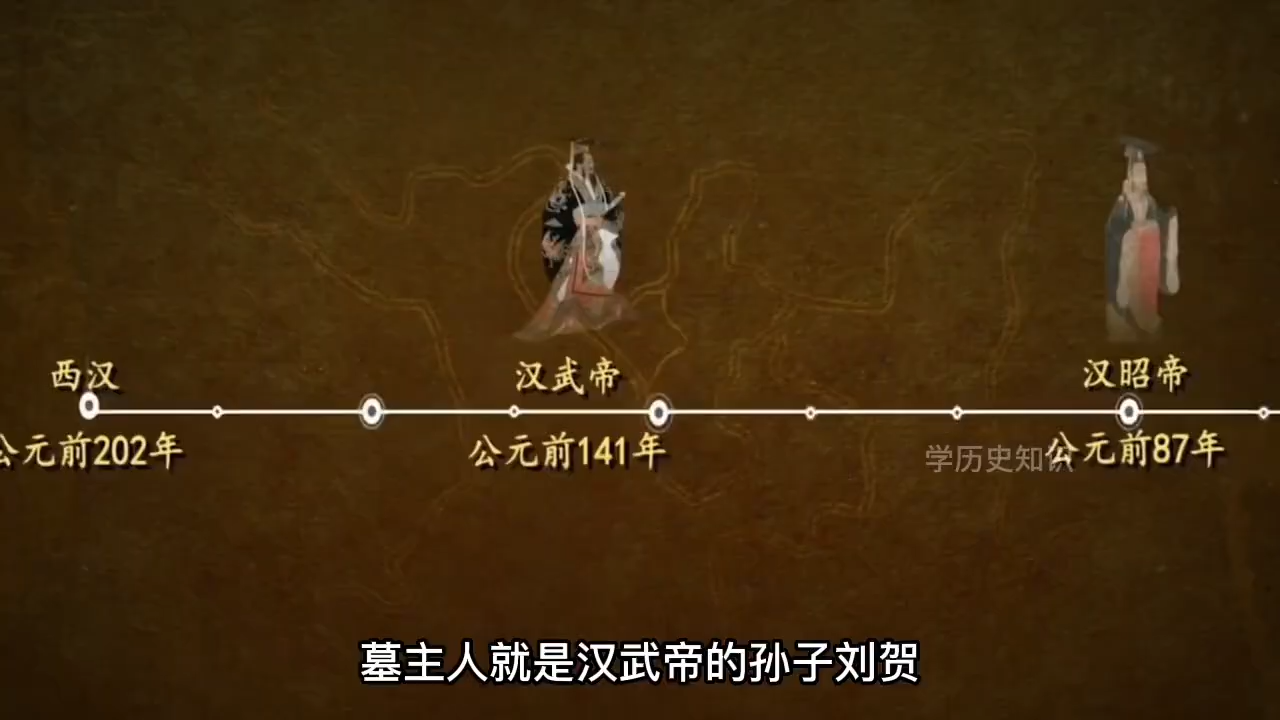 西汉
汉武帝
汉昭帝
公元前202年
公元前141年
学历史知识
公元前87年
墓主人就是汉武帝的孙子刘贺